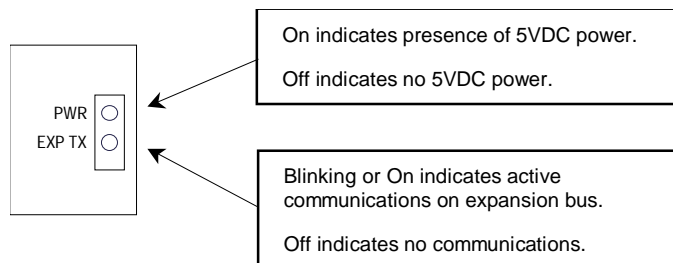 On indicates presence of 5VDC power.
Off indicates no 5VDC power.
PWR
EXP TX
Blinking or On indicates active
communications on expansion bus.
Off indicates no communications.